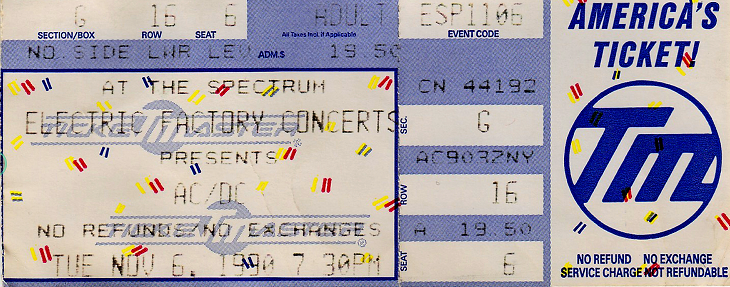 G 16 6 ADULT
SECTION/BOX ROW SEAT All Taxes Incl. if Applicable
NO. SIDE LWR LEV ADM.$ 19.50
AT THE SPECTRUM
ELECTRIC FACTORY CONCERTS
PRESENTS
AC/DC
NO REFUNDS/NO EXCHANGES
TUE NOV 6, 1990 7 30PM
ESP1106
EVENT CODE
CN 44192
SEC. G
AC903ZNY
ROW 16
A 19.50
SEAT 6
AMERICA'S
TICKET!
TM
NO REFUND NO EXCHANGE
SERVICE CHARGE NOT REFUNDABLE